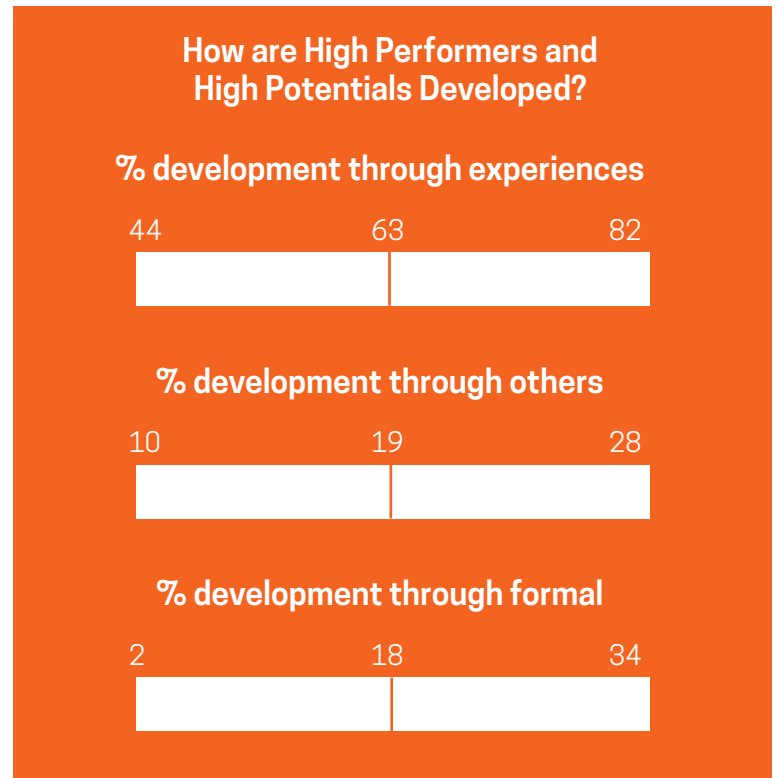 How are High Performers and
High Potentials Developed?
% development through experiences
44 63 82
% development through others
10 19 28
% development through formal
2 18 34